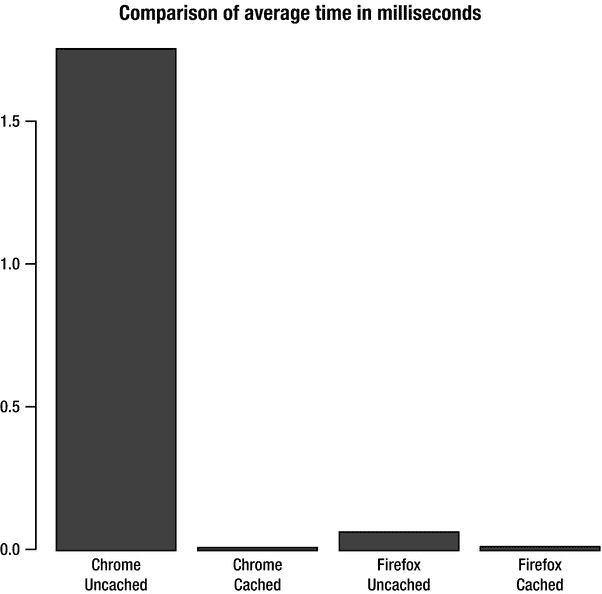 Comparison of average time in milliseconds
1.5
1.0
0.5
0.0
Chrome Uncached
Chrome Cached
Firefox Uncached
Firefox Cached